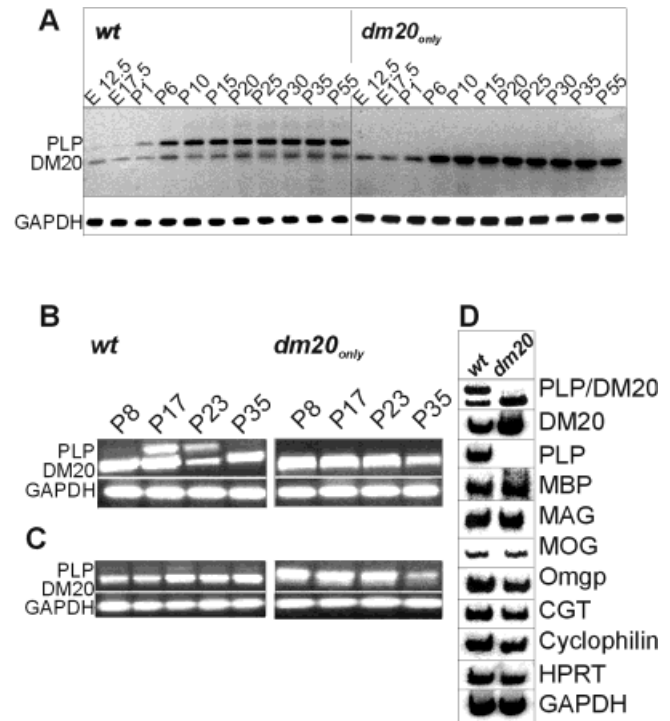 A
wt dm20only
E 12.5 E17.5 P1 P6 P10 P15 P20 P25 P30 P35 P55 E 12.5 E17.5 P1 P6 P10 P15 P20 P25 P30 P35 P55
PLP
DM20
GAPDH
B
wt dm20only
P8 P17 P23 P35 P8 P17 P23 P35
PLP
DM20
GAPDH
C
PLP
DM20
GAPDH
D
wt dm20
PLP/DM20
DM20
PLP
MBP
MAG
MOG
Omgp
CGT
Cyclophilin
HPRT
GAPDH